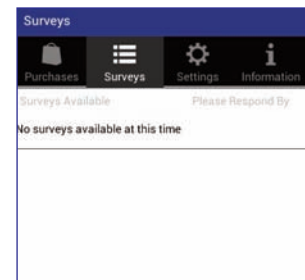 Surveys
Purchases Surveys Settings Information
Surveys Available Please Respond By
No surveys available at this time